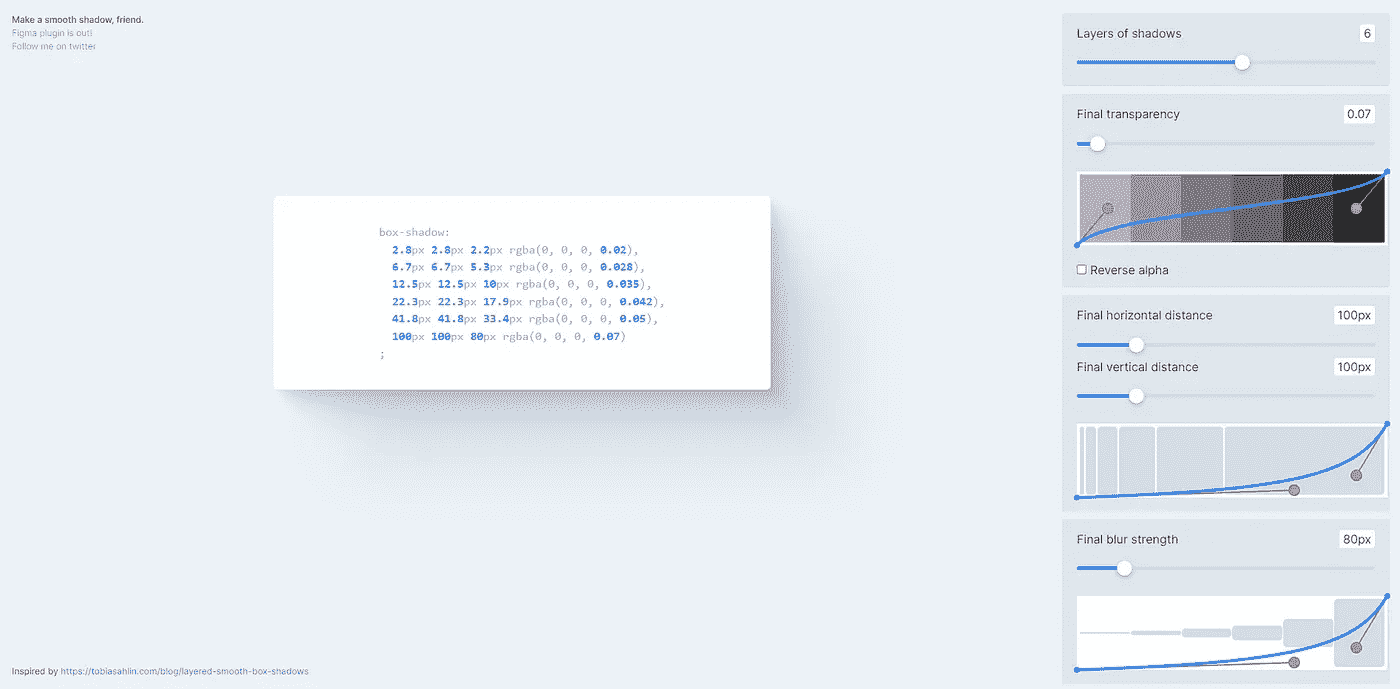 Make a smooth shadow, friend.
Figma plugin is out!
Follow me on twitter
box-shadow:
2.8px 2.8px 2.2px rgba(0, 0, 0, 0.02),
6.7px 6.7px 5.3px rgba(0, 0, 0, 0.028),
12.5px 12.5px 10px rgba(0, 0, 0, 0.035),
22.3px 22.3px 17.9px rgba(0, 0, 0, 0.042),
41.8px 41.8px 33.4px rgba(0, 0, 0, 0.05),
100px 100px 80px rgba(0, 0, 0, 0.07)
;
Inspired by https://tobiasahlin.com/blog/layered-smooth-box-shadows
Layers of shadows 6
Final transparency 0.07
Reverse alpha
Final horizontal distance 100px
Final vertical distance 100px
Final blur strength 80px